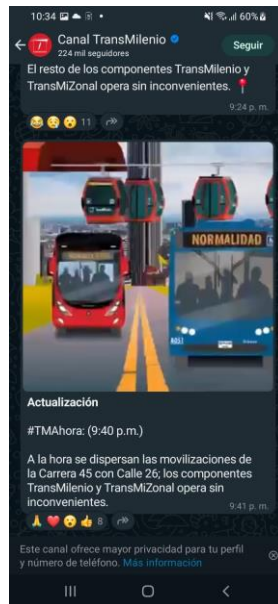 10:34
60%
Canal TransMilenio
224 mil seguidores
Seguir
El resto de los componentes TransMilenio y
TransMiZonal opera sin inconvenientes. 📍
9:24 p. m.
😂 😢 😮 11
NORMALIDAD
Actualización
#TMAhora: (9:40 p.m.)
A la hora se dispersan las movilizaciones de
la Carrera 45 con Calle 26; los componentes
TransMilenio y TransMiZonal opera sin
inconvenientes.
9:41 p. m.
🙏 ❤️ 😮 👍 8
Este canal ofrece mayor privacidad para tu perfil
y número de teléfono. Más información